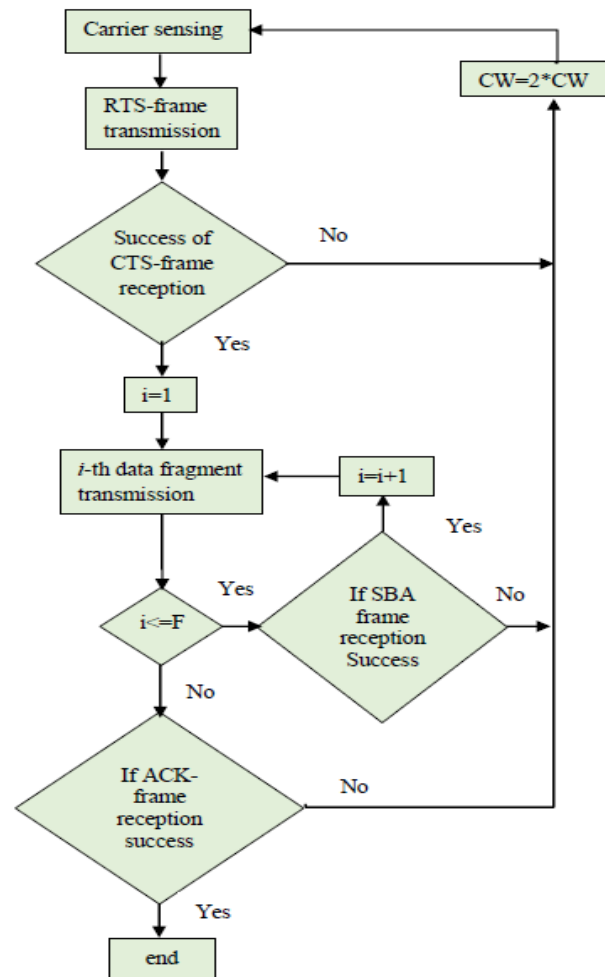 Carrier sensing
CW=2*CW
RTS-frame
transmission
Success of
CTS-frame
reception
No
Yes
i=1
i-th data fragment
transmission
i=i+1
Yes
i<=F
Yes
If SBA
frame
reception
Success
No
No
If ACK-
frame
reception
success
No
Yes
end